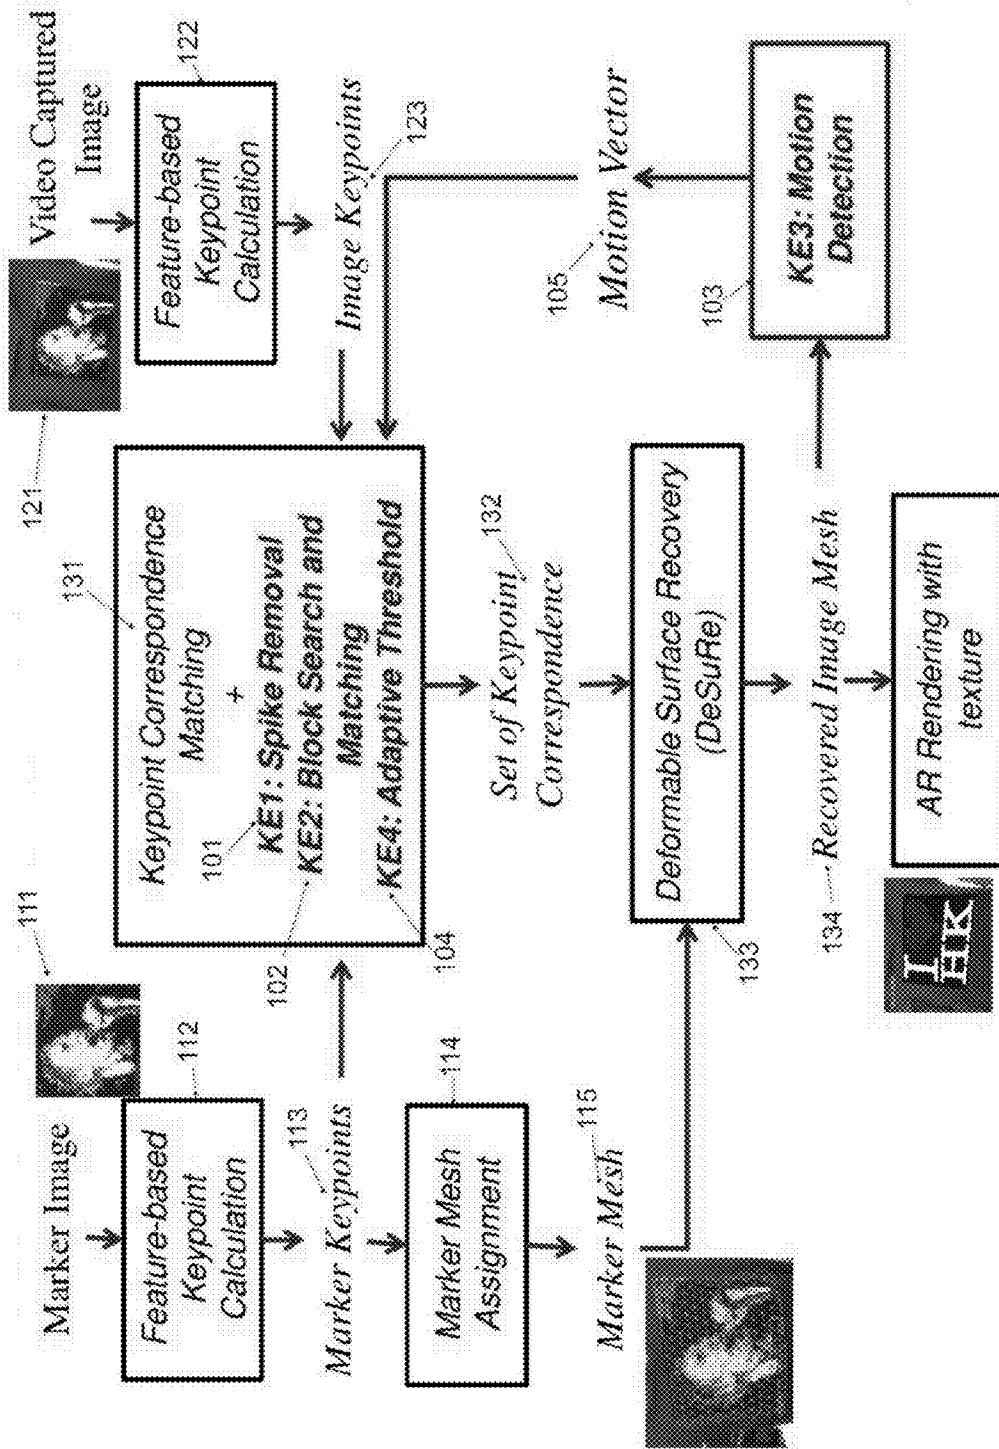 Marker Image
111
Feature-based
Keypoint
Calculation
112
113
Marker Keypoints
Marker Mesh
Assignment
114
115
Marker Mesh
131
Keypoint Correspondence
Matching
+
101
KE1: Spike Removal
KE2: Block Search and
Matching
KE4: Adaptive Threshold
102
104
Set of Keypoint
Correspondence
132
Deformable Surface Recovery
(DeSuRe)
133
134
Recovered Image Mesh
AR Rendering with
texture
I
HK
Video Captured
Image
121
Feature-based
Keypoint
Calculation
122
Image Keypoints
123
105
Motion Vector
103
KE3: Motion
Detection